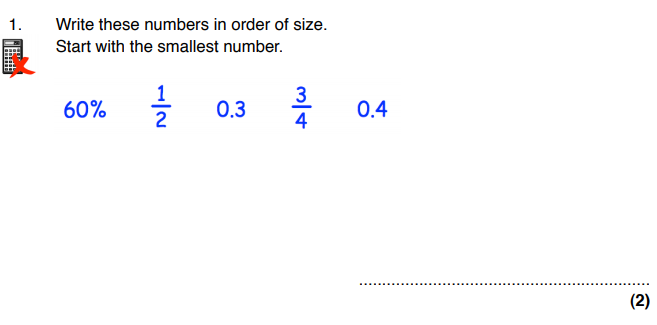 1. Write these numbers in order of size.
Start with the smallest number.
60% 1/2 0.3 3/4 0.4
(2)